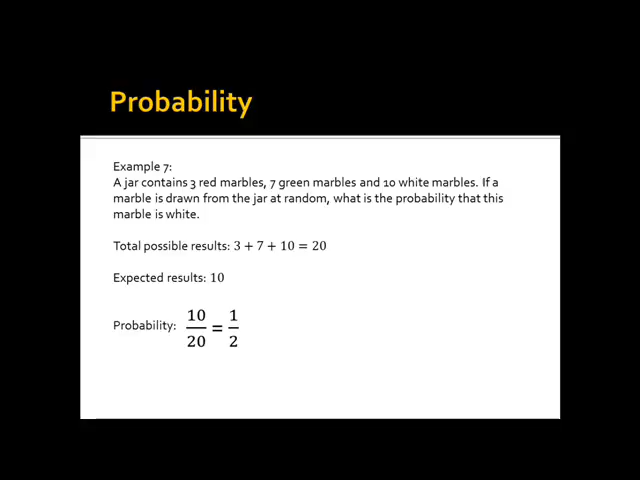 Probability
Example 7:
A jar contains 3 red marbles, 7 green marbles and 10 white marbles. If a
marble is drawn from the jar at random, what is the probability that this
marble is white.
Total possible results: 3 + 7 + 10 = 20
Expected results: 10
Probability: 10/20 = 1/2